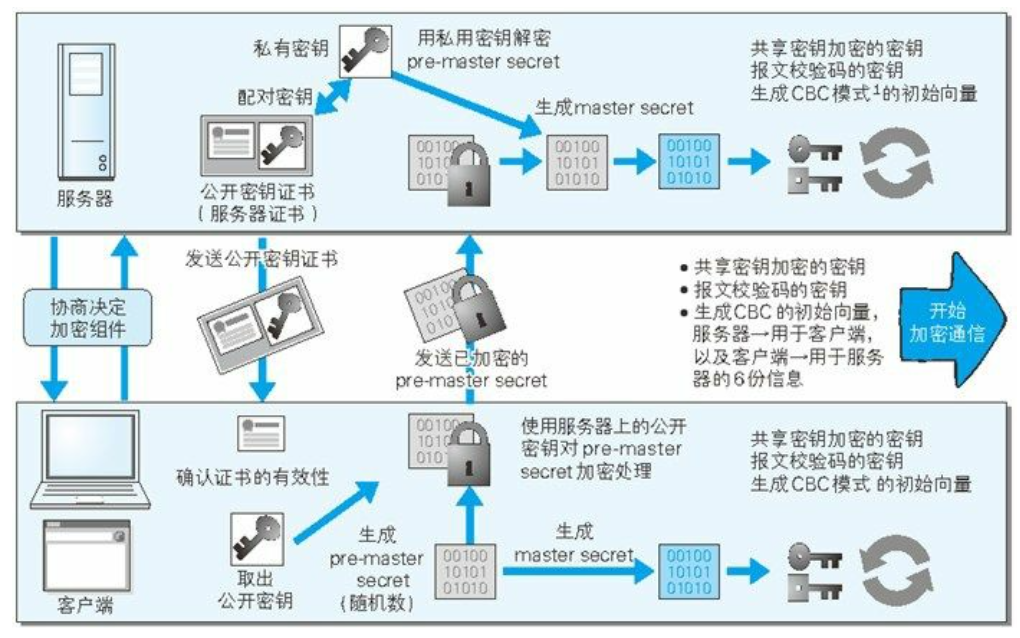 私有密钥
用私用密钥解密
pre-master secret
配对密钥
生成master secret
共享密钥加密的密钥
报文校验码的密钥
生成CBC模式1的初始向量
00100
10101
01010
00100
10101
01010
00100
10101
01010
服务器
公开密钥证书
(服务器证书)
协商决定
加密组件
发送公开密钥证书
00100
1010
010
发送已加密的
pre-master secret
• 共享密钥加密的密钥
• 报文校验码的密钥
• 生成CBC的初始向量,
服务器→用于客户端,
以及客户端→用于服务
器的6份信息
开始
加密通信
确认证书的有效性
取出
公开密钥
00100
1010
010
使用服务器上的公开
密钥对pre-master
secret加密处理
生成
pre-master
secret
(随机数)
00100
10101
01010
生成
master secret
00100
10101
01010
共享密钥加密的密钥
报文校验码的密钥
生成CBC模式 的初始向量
客户端